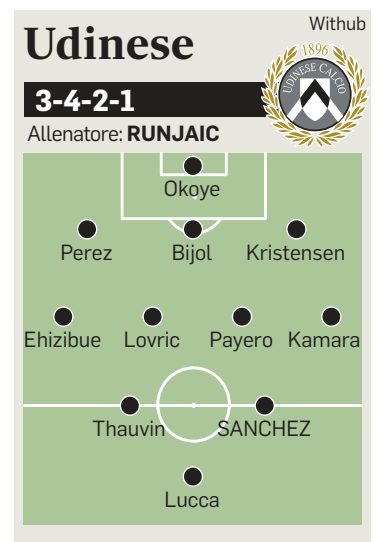 Withub
Udinese
1896
UDINESE CALCIO
3-4-2-1
Allenatore: RUNJAIC
Okoye
Perez Bijol Kristensen
Ehizibue Lovric Payero Kamara
Thauvin SANCHEZ
Lucca